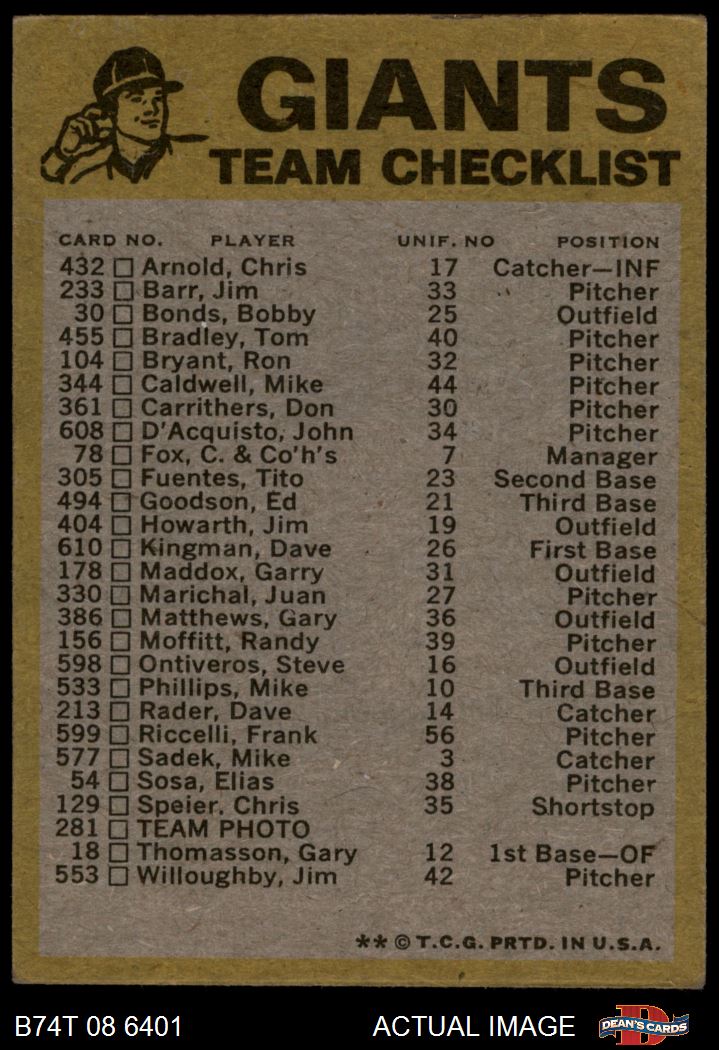 GIANTS
TEAM CHECKLIST
CARD NO. PLAYER UNIF. NO POSITION
432 Arnold, Chris 17 Catcher—INF
233 Barr, Jim 33 Pitcher
30 Bonds, Bobby 25 Outfield
455 Bradley, Tom 40 Pitcher
104 Bryant, Ron 32 Pitcher
344 Caldwell, Mike 44 Pitcher
361 Carrithers, Don 30 Pitcher
608 D'Acquisto, John 34 Pitcher
78 Fox, C. & Co'h's 7 Manager
305 Fuentes, Tito 23 Second Base
494 Goodson, Ed 21 Third Base
404 Howarth, Jim 19 Outfield
610 Kingman, Dave 26 First Base
178 Maddox, Garry 31 Outfield
330 Marichal, Juan 27 Pitcher
386 Matthews, Gary 36 Outfield
156 Moffitt, Randy 39 Pitcher
598 Ontiveros, Steve 16 Outfield
533 Phillips, Mike 10 Third Base
213 Rader, Dave 14 Catcher
599 Riccelli, Frank 56 Pitcher
577 Sadek, Mike 3 Catcher
54 Sosa, Elias 38 Pitcher
129 Speier, Chris 35 Shortstop
281 TEAM PHOTO
18 Thomasson, Gary 12 1st Base—OF
553 Willoughby, Jim 42 Pitcher
** © T.C.G. PRTD. IN U.S.A.
B74T 08 6401 ACTUAL IMAGE
DEAN'S CARDS